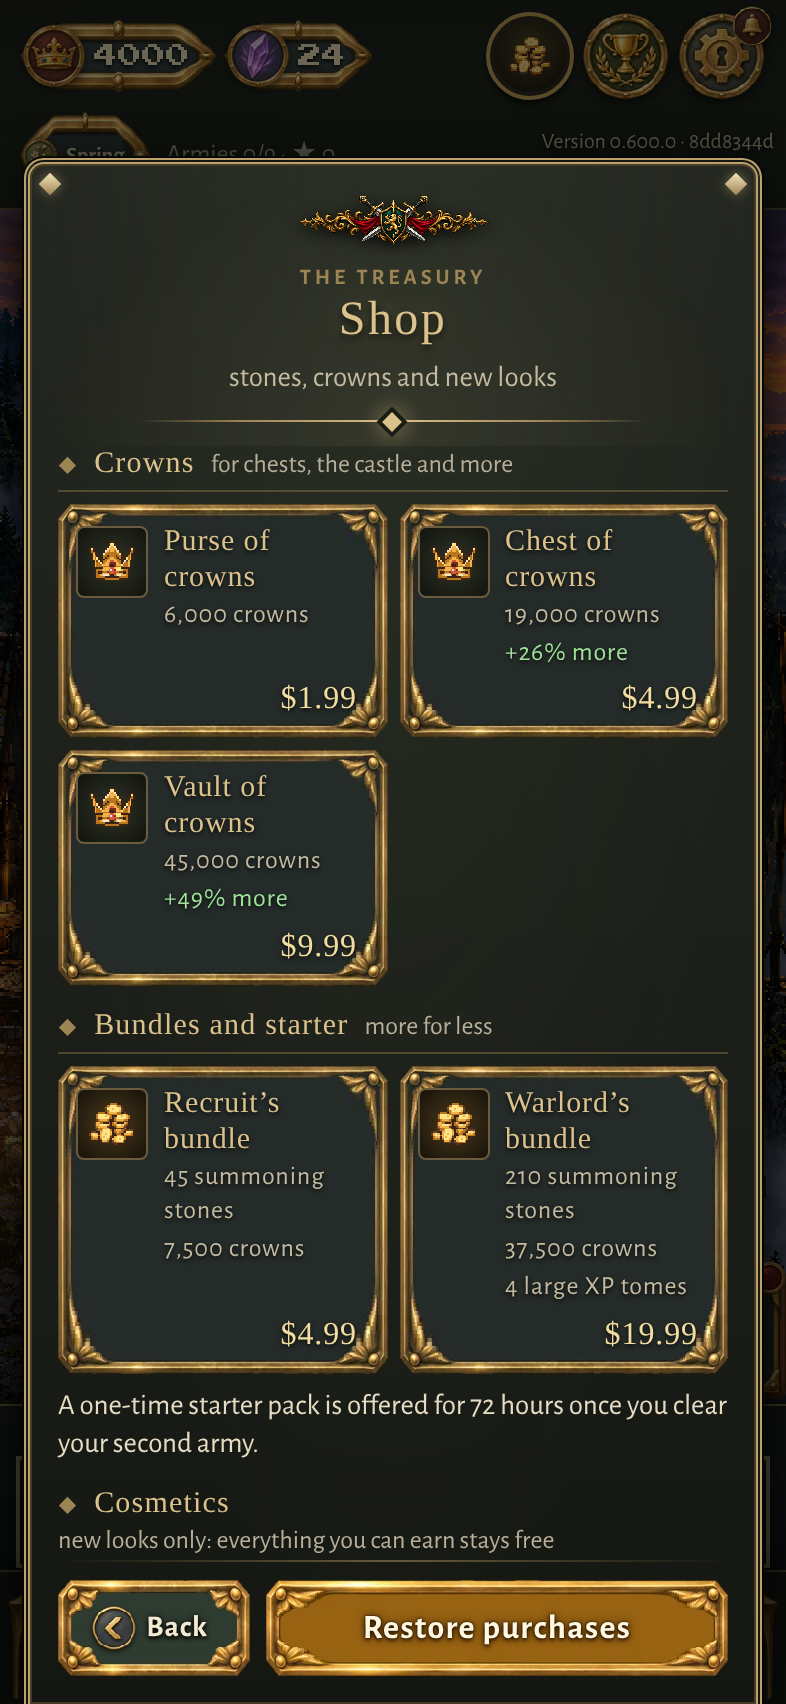 4000
24
Spring
Armies 0/9 · ★ 0
Version 0.600.0 · 8dd8344d
THE TREASURY
Shop
stones, crowns and new looks
Crowns for chests, the castle and more
Purse of
crowns
6,000 crowns
$1.99
Chest of
crowns
19,000 crowns
+26% more
$4.99
Vault of
crowns
45,000 crowns
+49% more
$9.99
Bundles and starter more for less
Recruit’s
bundle
45 summoning
stones
7,500 crowns
$4.99
Warlord’s
bundle
210 summoning
stones
37,500 crowns
4 large XP tomes
$19.99
A one-time starter pack is offered for 72 hours once you clear
your second army.
Cosmetics
new looks only: everything you can earn stays free
Back
Restore purchases